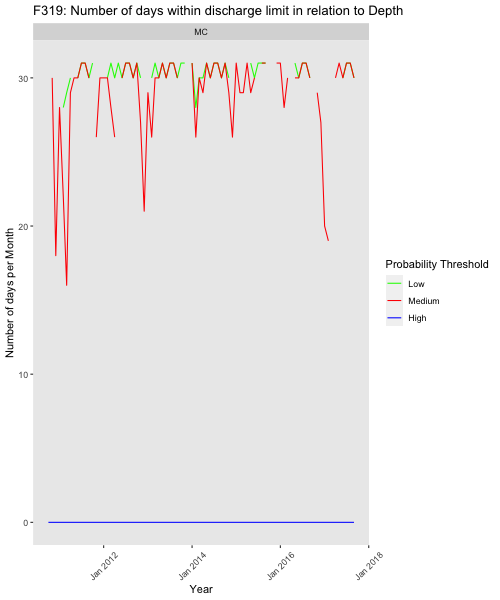 F319: Number of days within discharge limit in relation to Depth
MC
Number of days per Month
30
20
10
0
Jan 2012
Jan 2014
Jan 2016
Jan 2018
Year
Probability Threshold
Low
Medium
High